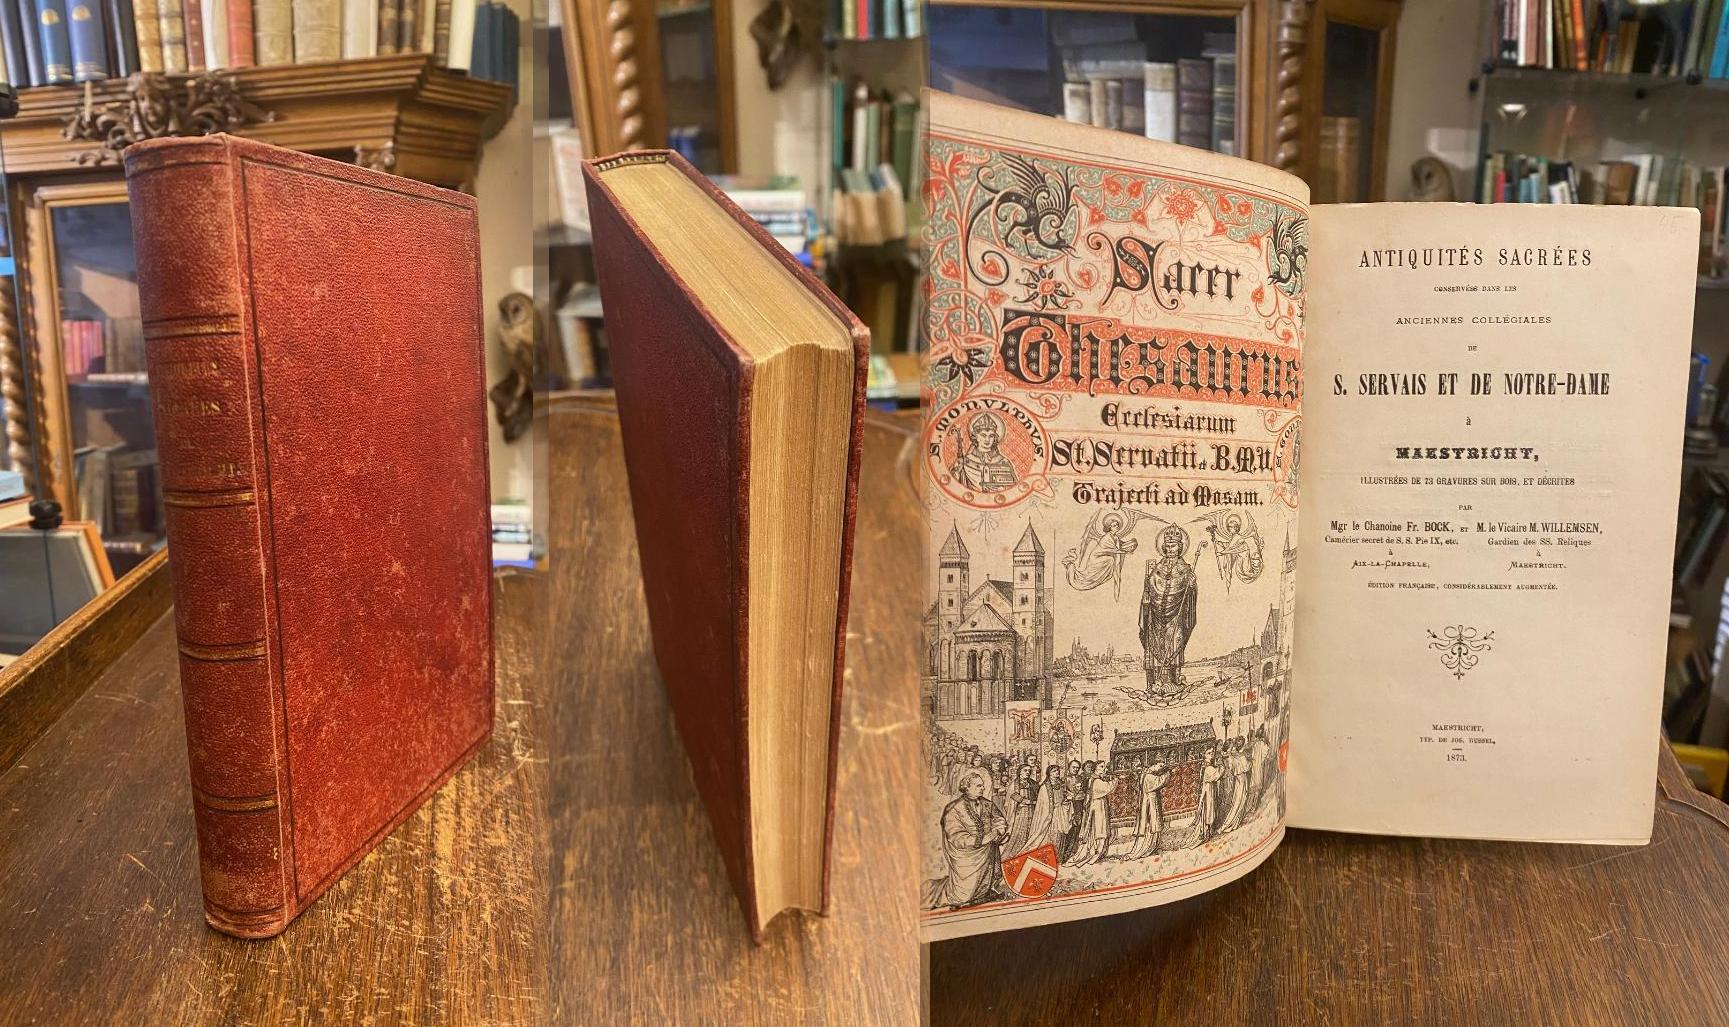 SACRÉES
Sacer
Thesaurus
Ecclesiarum
St. Servatii et B.M.V.
Trajecti ad Mosam.
S. MONULPHUS
S. GON
ANTIQUITÉS SACRÉES
CONSERVÉES DANS LES
ANCIENNES COLLÉGIALES
DE
S. SERVAIS ET DE NOTRE-DAME
à
MAESTRICHT,
ILLUSTRÉES DE 73 GRAVURES SUR BOIS, ET DÉCRITES
PAR
Mgr le Chanoine Fr. BOCK, ET M. le Vicaire M. WILLEMSEN,
Camérier secret de S. S. Pie IX, etc. Gardien des SS. Reliques
à à
AIX-LA-CHAPELLE, MAESTRICHT.
ÉDITION FRANÇAISE, CONSIDÉRABLEMENT AUGMENTÉE.
MAESTRICHT,
TYP. DE JOS. RUSSEL,
1873.